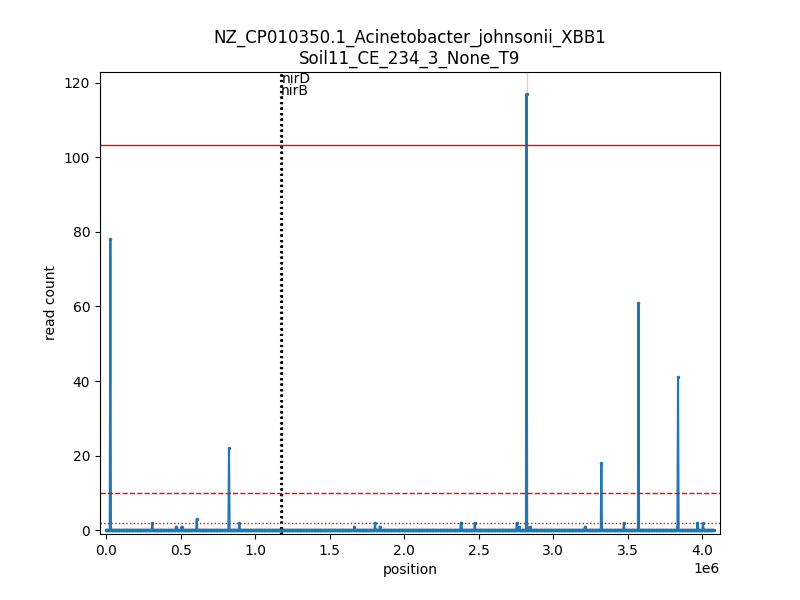 NZ_CP010350.1_Acinetobacter_johnsonii_XBB1
Soil11_CE_234_3_None_T9
nirD
nirB
120
100
80
60
40
20
0
read count
0.0 0.5 1.0 1.5 2.0 2.5 3.0 3.5 4.0
1e6
position